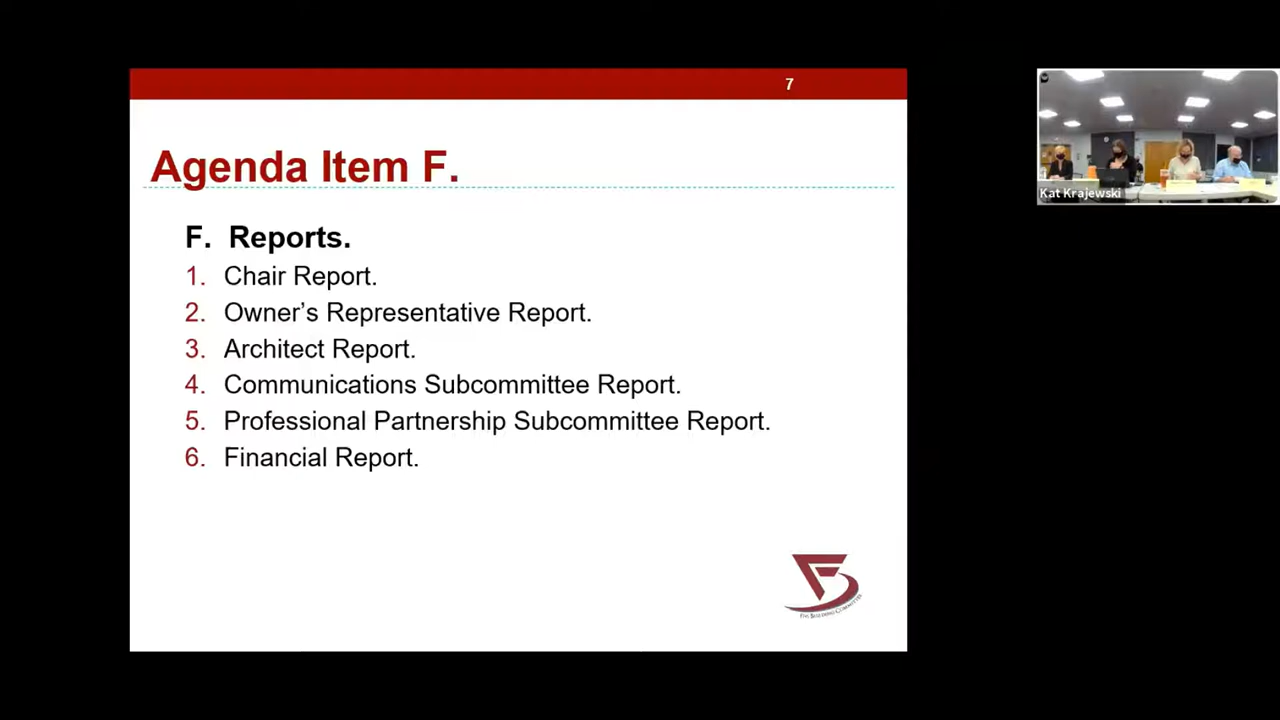 7
Agenda Item F.
F. Reports.
1. Chair Report.
2. Owner’s Representative Report.
3. Architect Report.
4. Communications Subcommittee Report.
5. Professional Partnership Subcommittee Report.
6. Financial Report.
Kat Krajewski